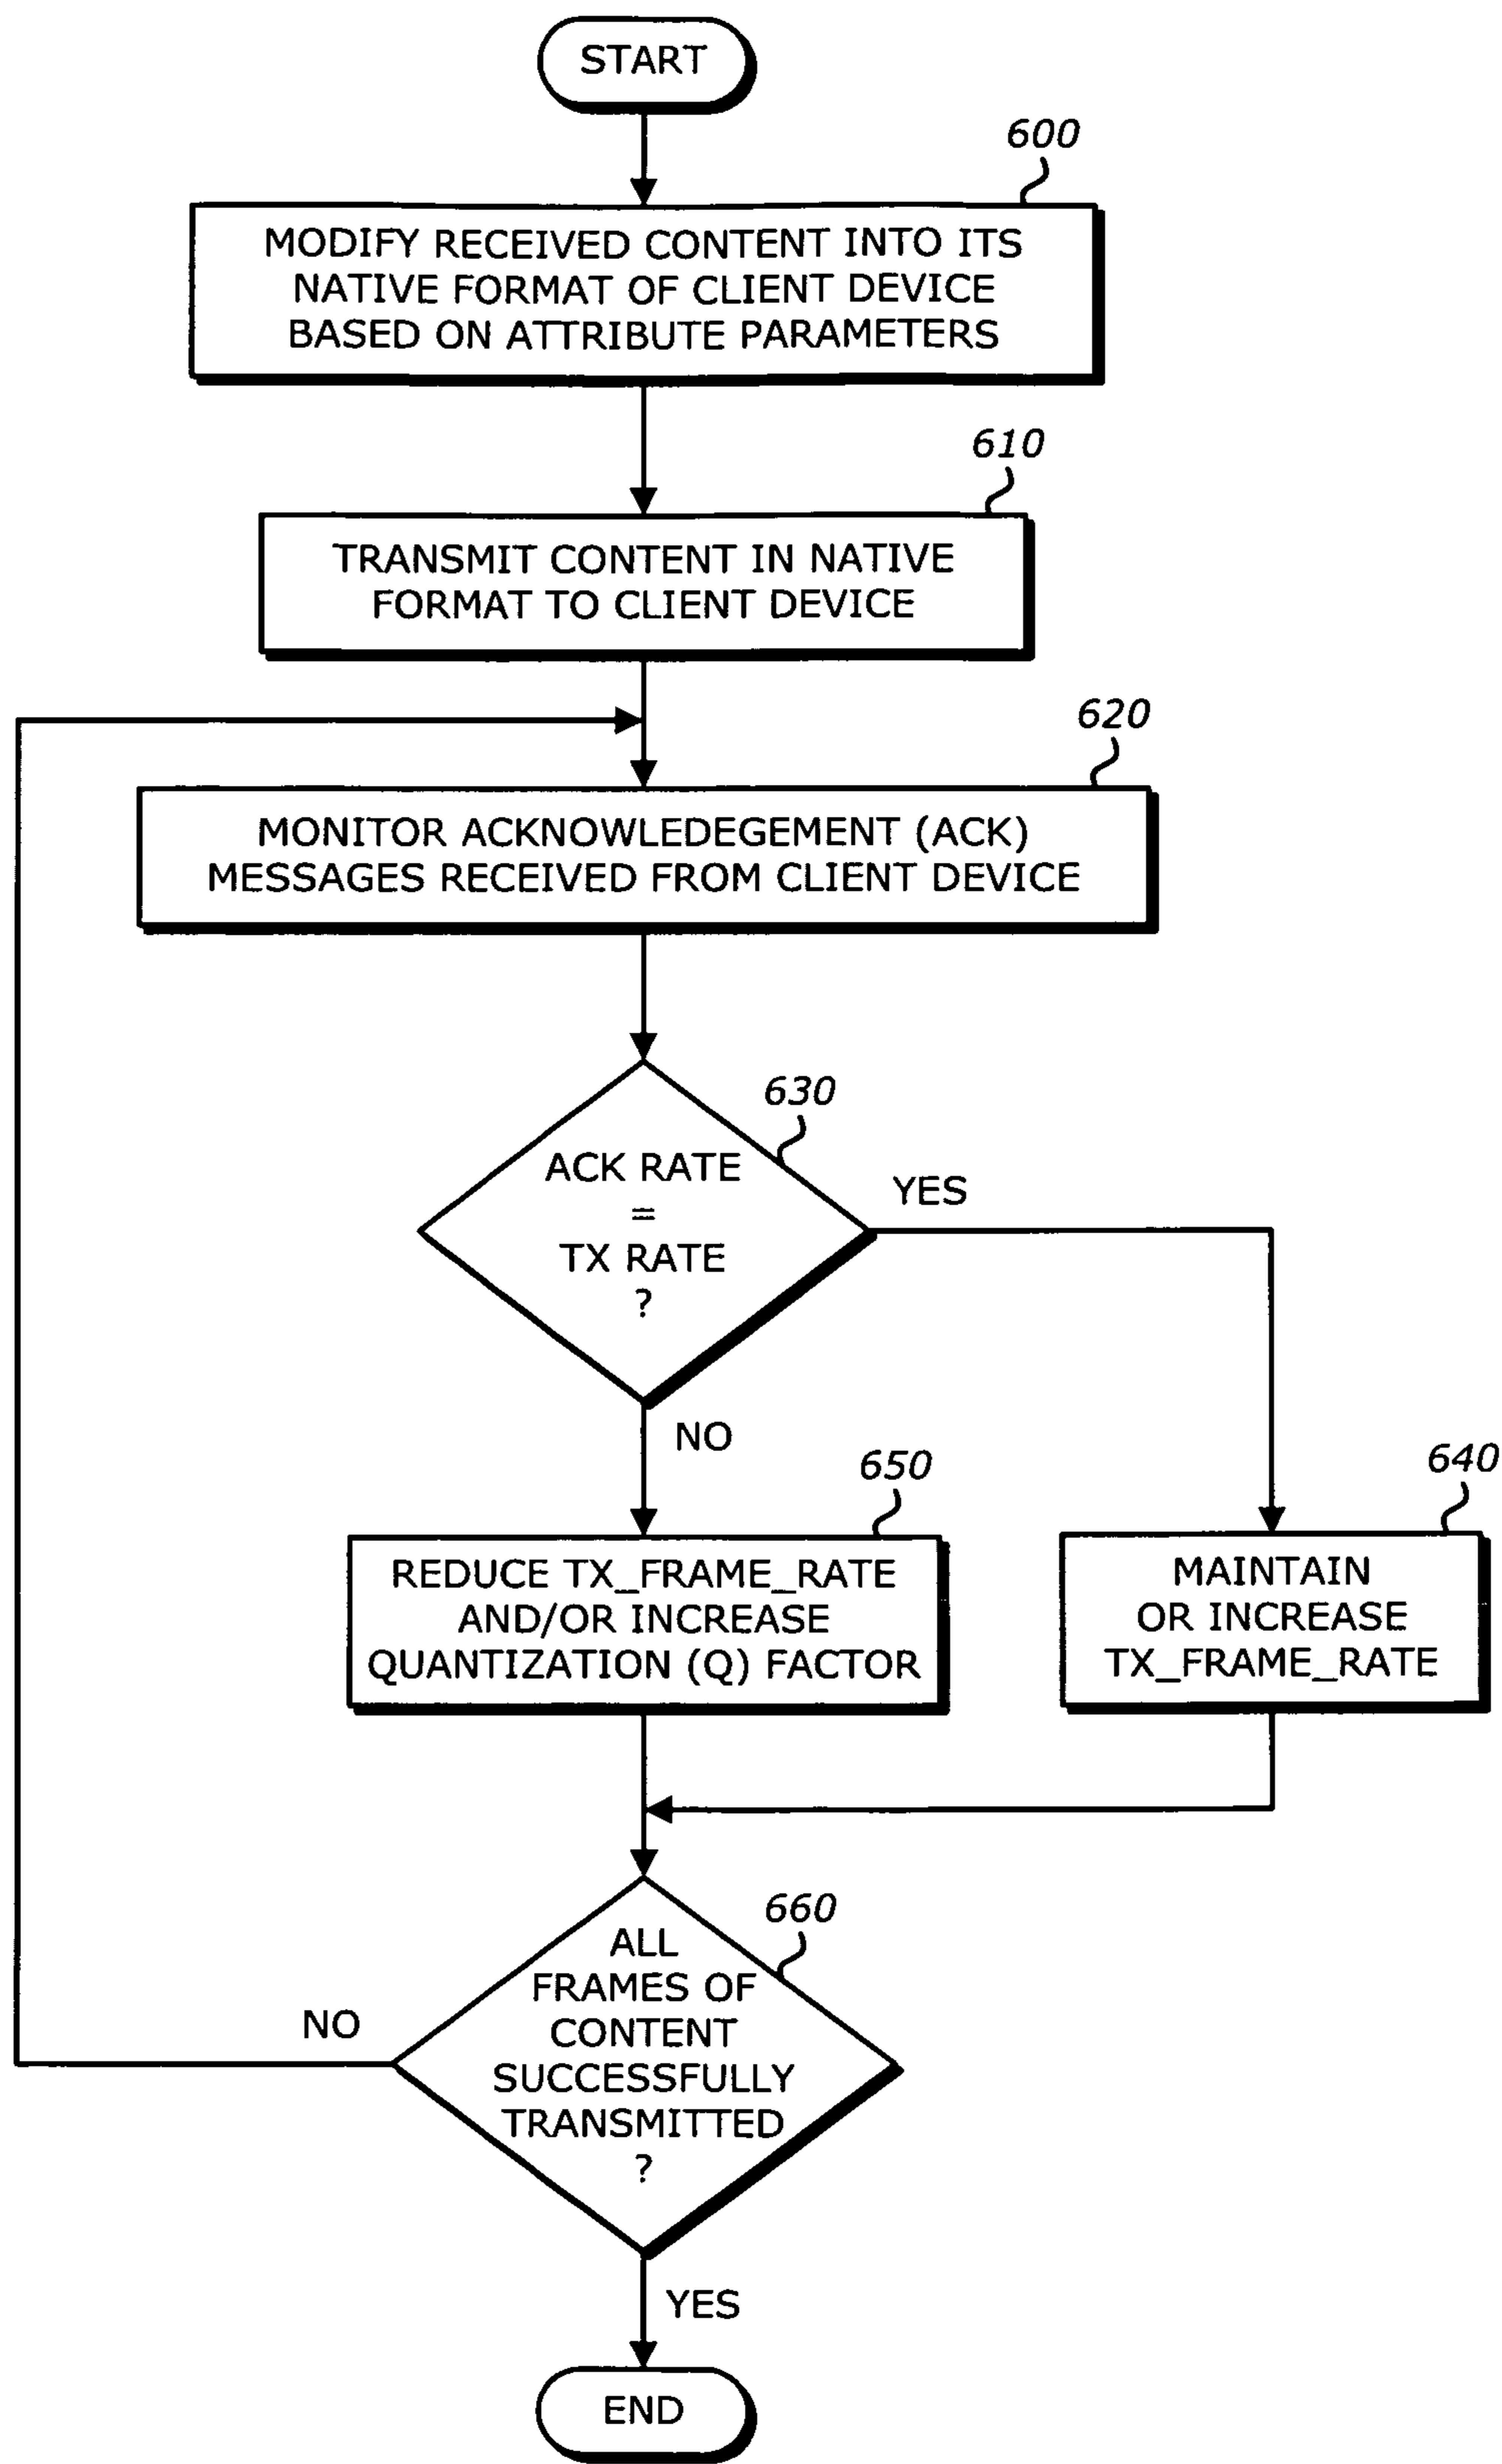 START
600
MODIFY RECEIVED CONTENT INTO ITS
NATIVE FORMAT OF CLIENT DEVICE
BASED ON ATTRIBUTE PARAMETERS
610
TRANSMIT CONTENT IN NATIVE
FORMAT TO CLIENT DEVICE
620
MONITOR ACKNOWLEDEGEMENT (ACK)
MESSAGES RECEIVED FROM CLIENT DEVICE
630
ACK RATE
=
TX RATE
?
YES
NO
650
REDUCE TX_FRAME_RATE
AND/OR INCREASE
QUANTIZATION (Q) FACTOR
640
MAINTAIN
OR INCREASE
TX_FRAME_RATE
660
ALL
FRAMES OF
CONTENT
SUCCESSFULLY
TRANSMITTED
?
NO
YES
END